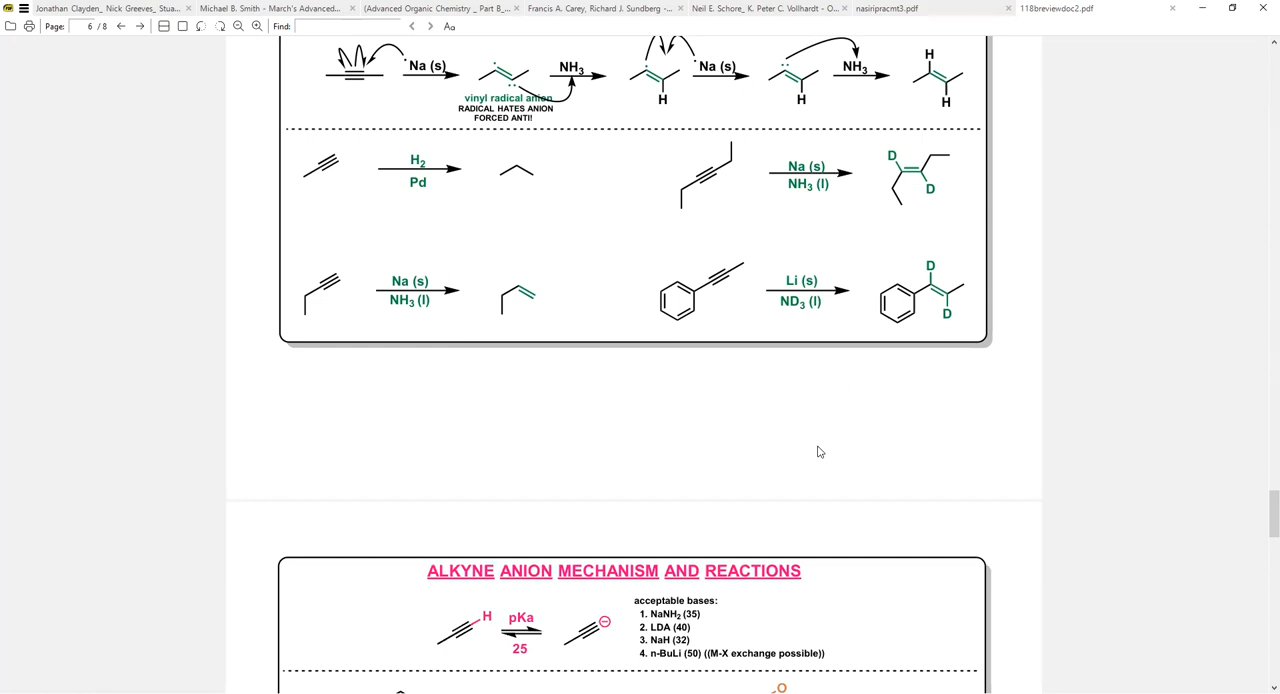 Jonathan Clayden_ Nick Greeves_ Stua...
Michael B. Smith - March's Advanced...
(Advanced Organic Chemistry _ Part B_...
Francis A. Carey, Richard J. Sundberg -...
Neil E. Schore_ K. Peter C. Vollhardt - O...
nasiripracmt3.pdf
118breviewdoc2.pdf
Page: 6 / 8
Find:
Aa
Na (s)
NH3
Na (s)
NH3
H
H
H
H
vinyl radical anion
RADICAL HATES ANION
FORCED ANTI!
H2
Pd
Na (s)
NH3 (l)
D
D
Na (s)
NH3 (l)
Li (s)
ND3 (l)
D
D
ALKYNE ANION MECHANISM AND REACTIONS
H
pKa
25
acceptable bases:
1. NaNH2 (35)
2. LDA (40)
3. NaH (32)
4. n-BuLi (50) ((M-X exchange possible))
O